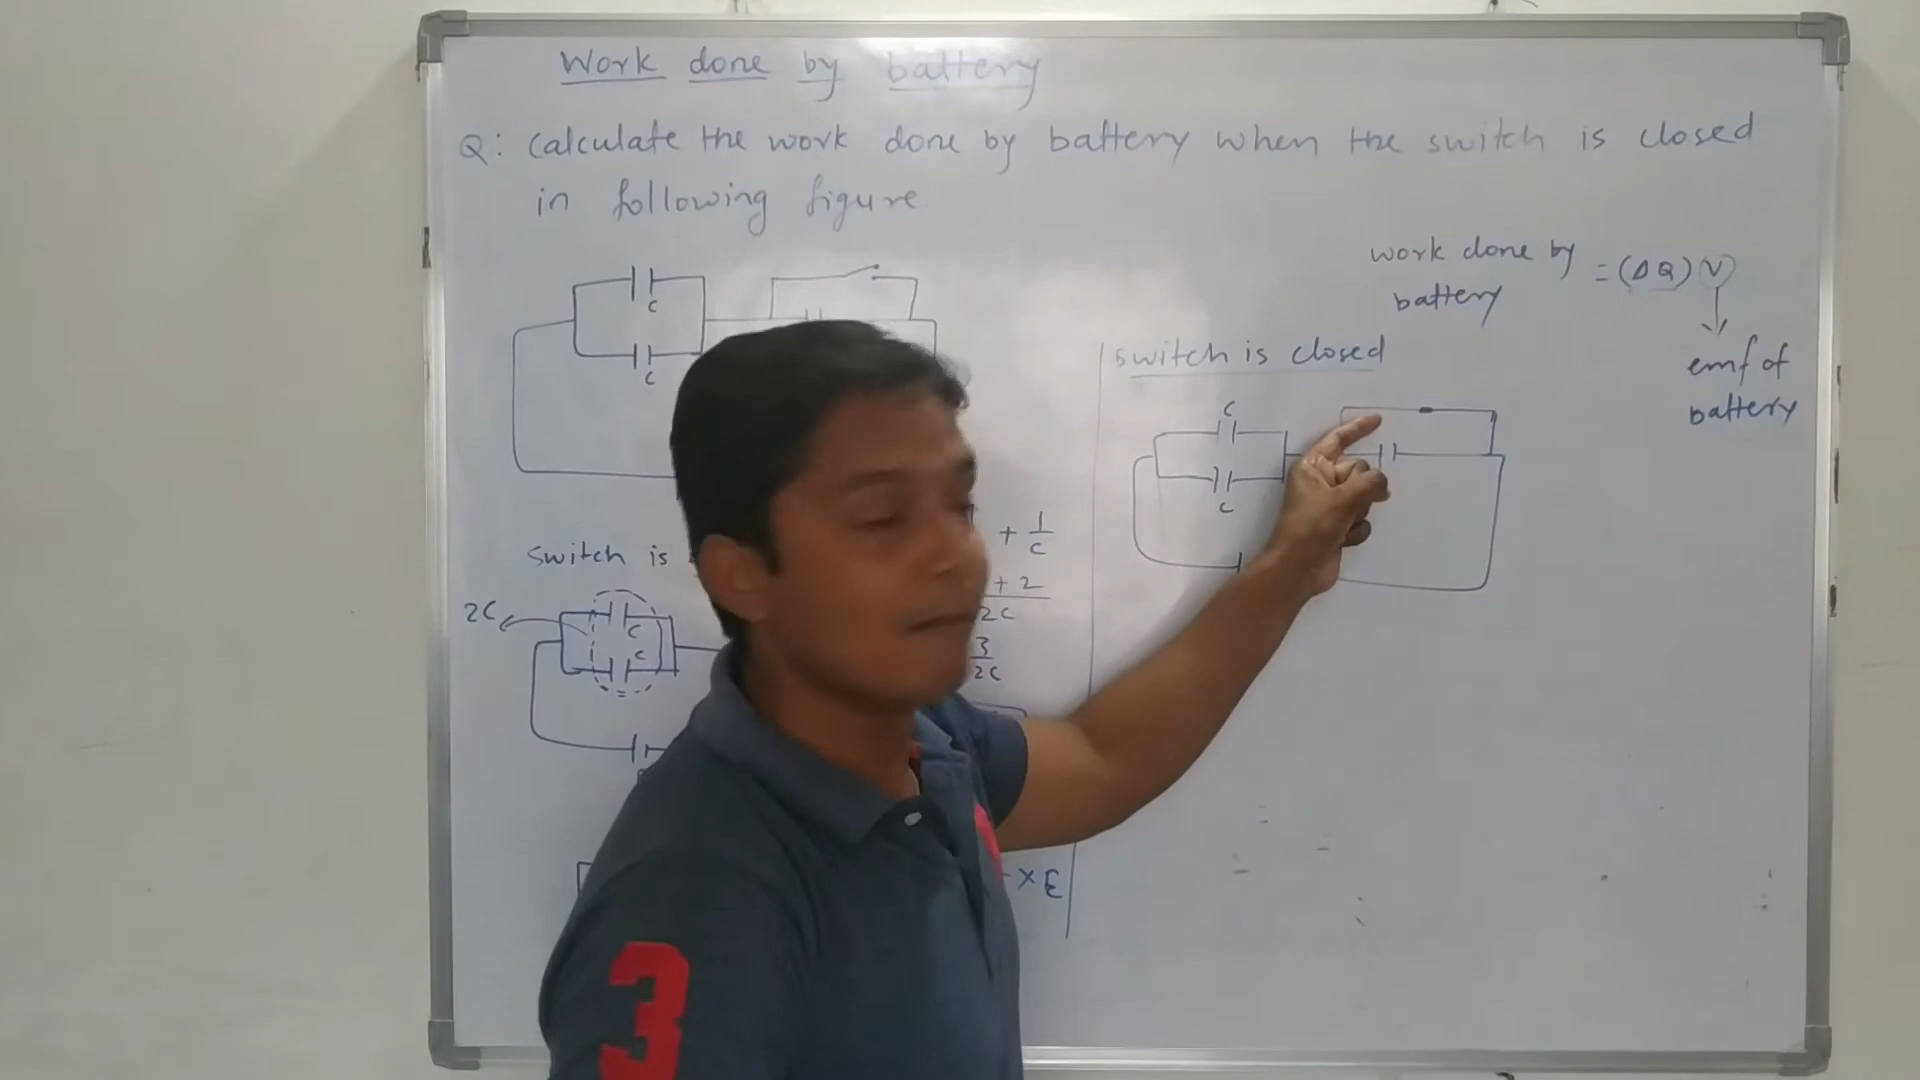 Work done by battery
Q: Calculate the work done by battery when the switch is closed
in following figure
C
C
work done by battery = (ΔQ)(V)
emf of battery
switch is closed
C
C
switch is
+ 1/C
+ 2
2C
3/2C
2C
C
C
× ε
3